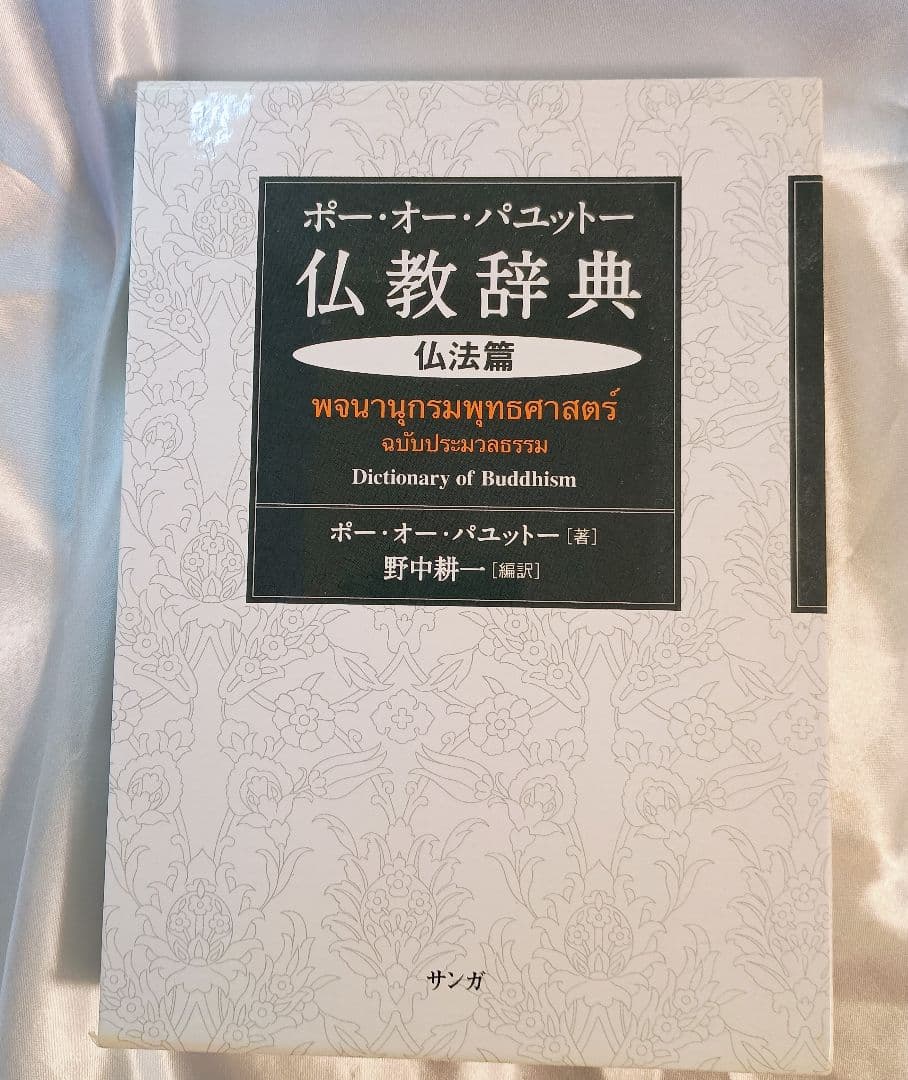 ポー・オー・パユットー
仏教辞典
仏法篇
พจนานุกรมพุทธศาสตร์
ฉบับประมวลธรรม
Dictionary of Buddhism
ポー・オー・パユットー［著］
野中耕一［編訳］
サンガ